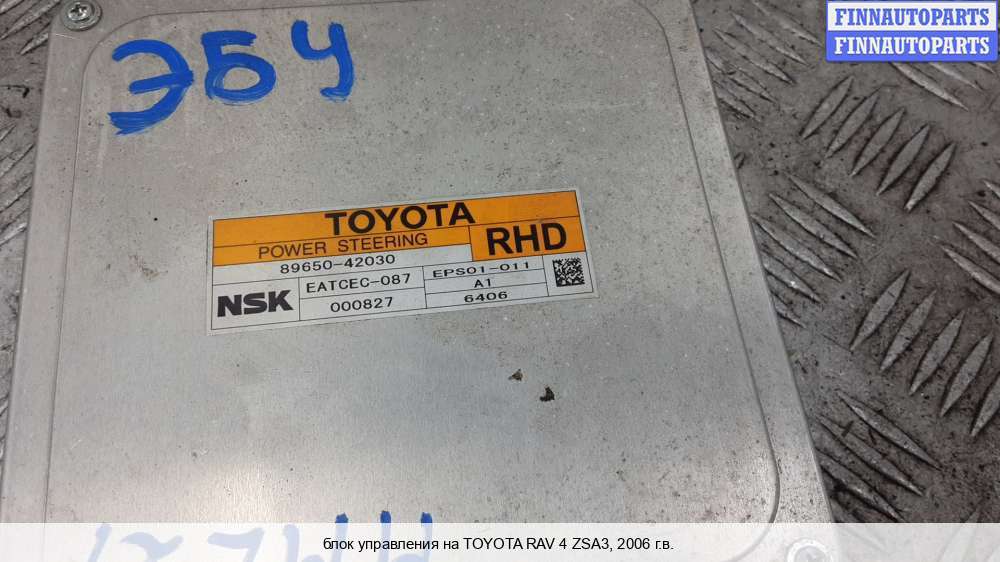 FINNAUTOPARTS
FINNAUTOPARTS
ЭБУ
TOYOTA
POWER STEERING
RHD
89650-42030
NSK
EATCEC-087
EPS01-011
A1
000827
6406
блок управления на TOYOTA RAV 4 ZSA3, 2006 г.в.